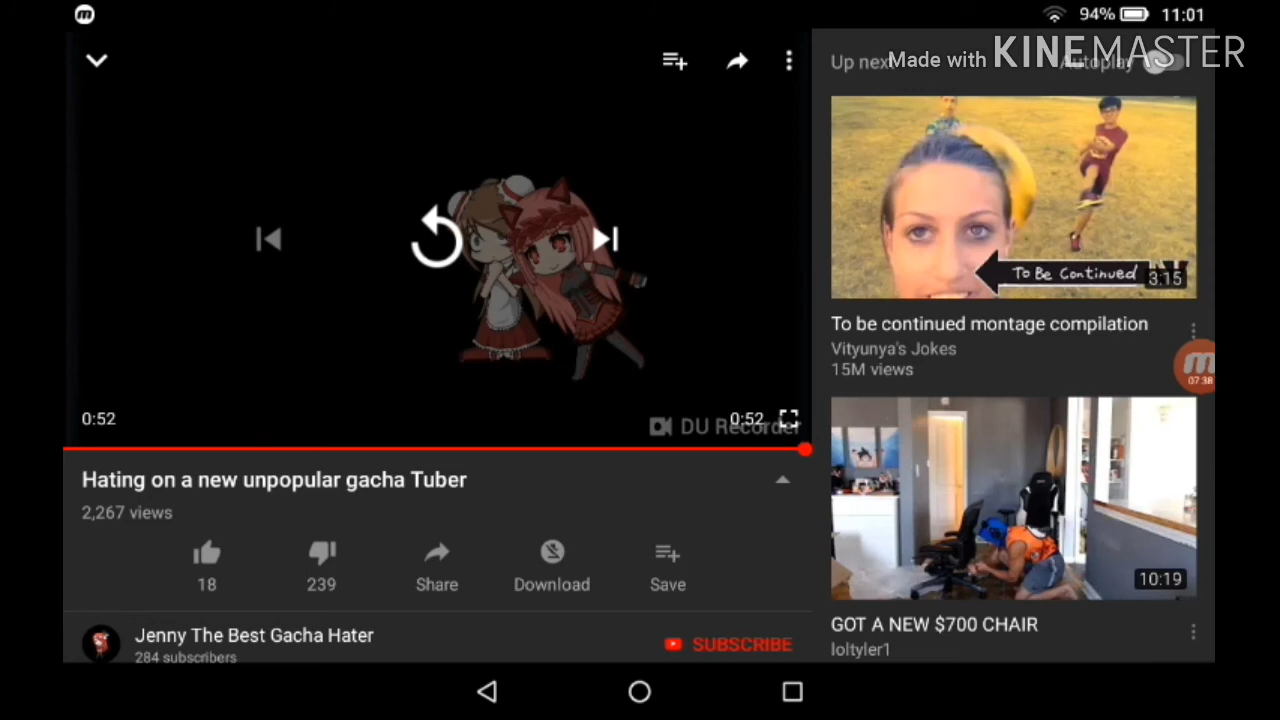 94% 11:01
Made with KINEMASTER
Up next Autoplay
To Be Continued
3:15
To be continued montage compilation
Vityunya's Jokes
15M views
07:38
0:52 0:52
DU Recorder
Hating on a new unpopular gacha Tuber
2,267 views
18 239 Share Download Save
Jenny The Best Gacha Hater
284 subscribers
SUBSCRIBE
10:19
GOT A NEW $700 CHAIR
loltyler1